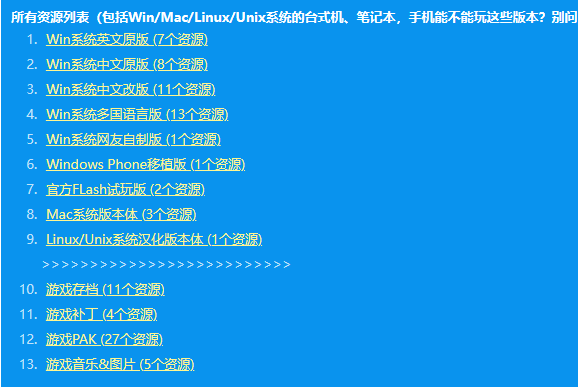 所有资源列表（包括Win/Mac/Linux/Unix系统的台式机、笔记本，手机能不能玩这些版本？别问
1. Win系统英文原版 (7个资源)
2. Win系统中文原版 (8个资源)
3. Win系统中文改版 (11个资源)
4. Win系统多国语言版 (13个资源)
5. Win系统网友自制版 (1个资源)
6. Windows Phone移植版 (1个资源)
7. 官方FLash试玩版 (2个资源)
8. Mac系统版本体 (3个资源)
9. Linux/Unix系统汉化版本体 (1个资源)
>>>>>>>>>>>>>>>>>>>>>>>>>>
10. 游戏存档 (11个资源)
11. 游戏补丁 (4个资源)
12. 游戏PAK (27个资源)
13. 游戏音乐&图片 (5个资源)